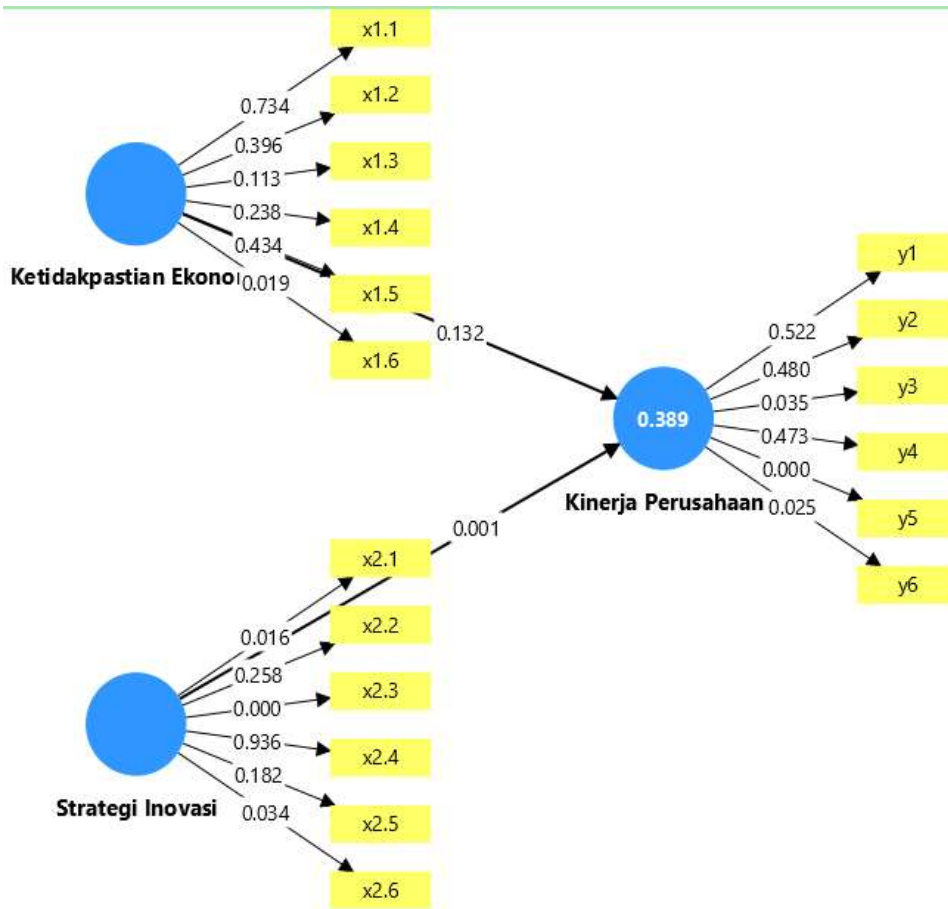 x1.1
0.734
x1.2
0.396
x1.3
0.113
x1.4
0.238
0.434
x1.5
0.019
x1.6
0.132
y1
0.522
y2
0.480
y3
0.035
0.389
0.473
y4
0.000
y5
0.025
y6
Kinerja Perusahaan
0.001
x2.1
0.016
x2.2
0.258
x2.3
0.000
0.936
x2.4
0.182
Strategi Inovasi
0.034
x2.5
x2.6